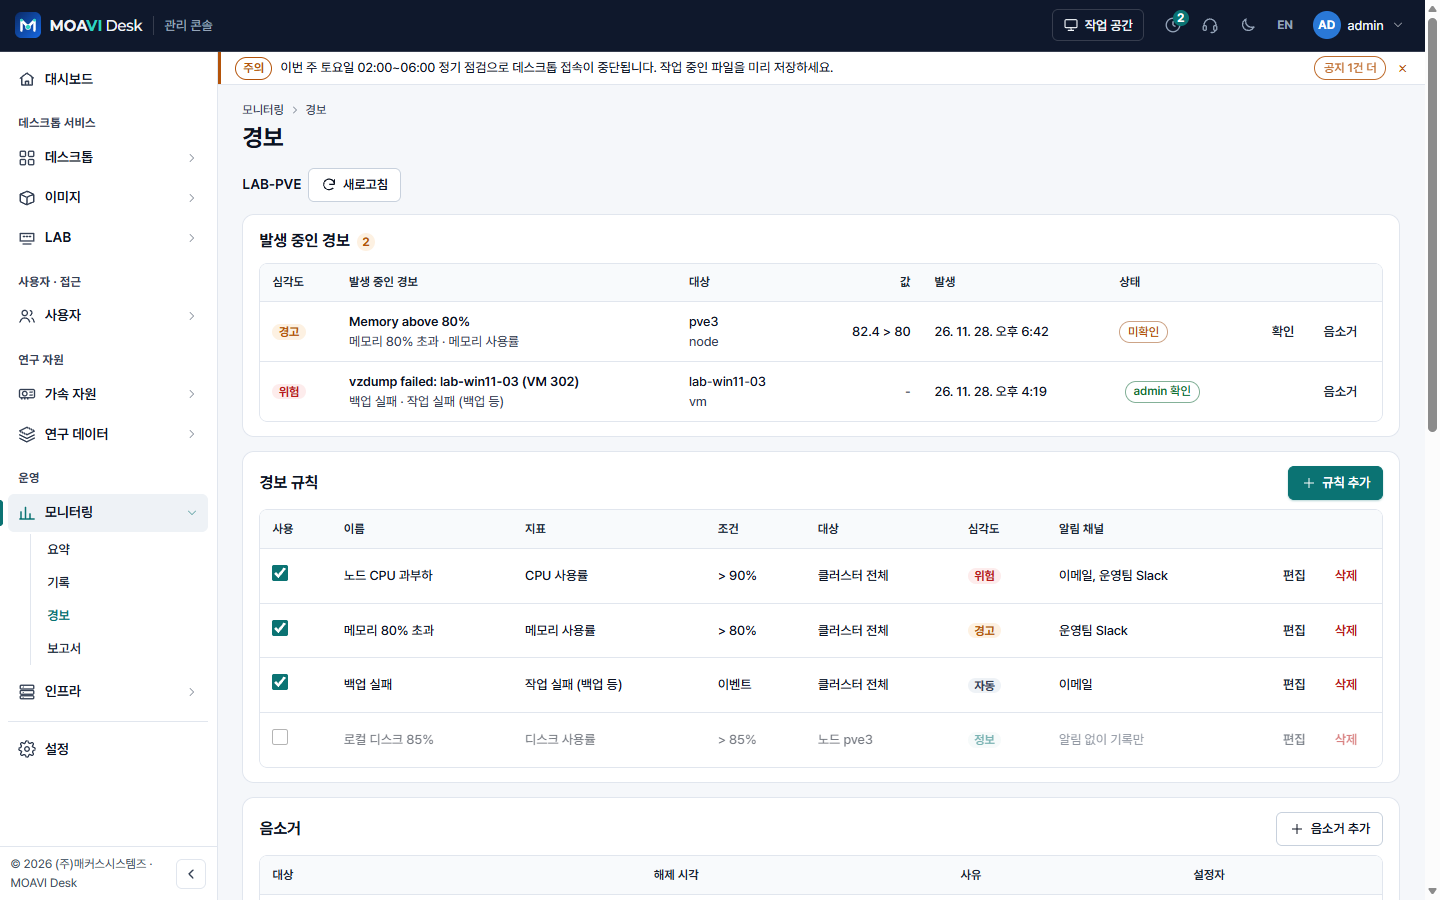 MOAVI Desk 관리 콘솔
작업 공간
2
EN
AD admin
대시보드
데스크톱 서비스
데스크톱
이미지
LAB
사용자 · 접근
사용자
연구 자원
가속 자원
연구 데이터
운영
모니터링
요약
기록
경보
보고서
인프라
설정
© 2026 (주)매커스시스템즈 ·
MOAVI Desk
주의 이번 주 토요일 02:00~06:00 정기 점검으로 데스크톱 접속이 중단됩니다. 작업 중인 파일을 미리 저장하세요. 공지 1건 더 ×
모니터링 > 경보
경보
LAB-PVE 새로고침
발생 중인 경보 2
심각도 발생 중인 경보 대상 값 발생 상태
경고 Memory above 80% pve3 82.4 > 80 26. 11. 28. 오후 6:42 미확인 확인 음소거
메모리 80% 초과 · 메모리 사용률 node
위험 vzdump failed: lab-win11-03 (VM 302) lab-win11-03 - 26. 11. 28. 오후 4:19 admin 확인 음소거
백업 실패 · 작업 실패 (백업 등) vm
경보 규칙 + 규칙 추가
사용 이름 지표 조건 대상 심각도 알림 채널
노드 CPU 과부하 CPU 사용률 > 90% 클러스터 전체 위험 이메일, 운영팀 Slack 편집 삭제
메모리 80% 초과 메모리 사용률 > 80% 클러스터 전체 경고 운영팀 Slack 편집 삭제
백업 실패 작업 실패 (백업 등) 이벤트 클러스터 전체 자동 이메일 편집 삭제
로컬 디스크 85% 디스크 사용률 > 85% 노드 pve3 정보 알림 없이 기록만 편집 삭제
음소거 + 음소거 추가
대상 해제 시각 사유 설정자